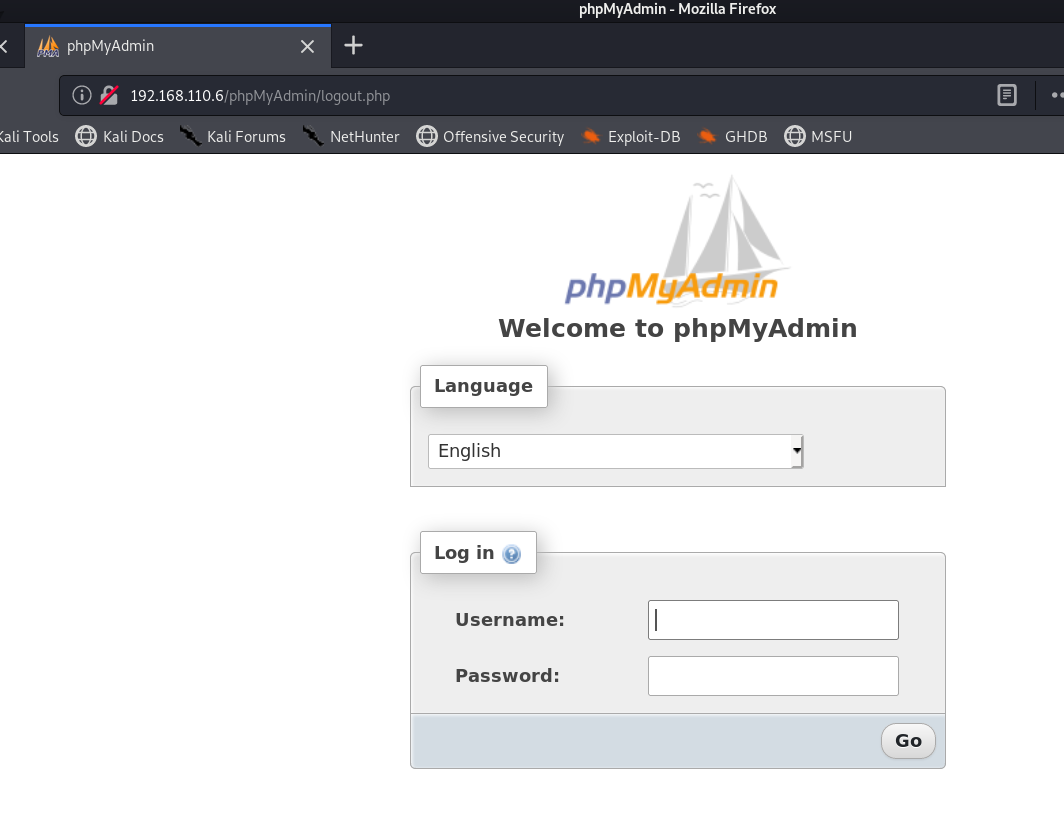 phpMyAdmin - Mozilla Firefox
phpMyAdmin
192.168.110.6/phpMyAdmin/logout.php
Kali Tools Kali Docs Kali Forums NetHunter Offensive Security Exploit-DB GHDB MSFU
phpMyAdmin
Welcome to phpMyAdmin
Language
English
Log in
Username:
Password:
Go